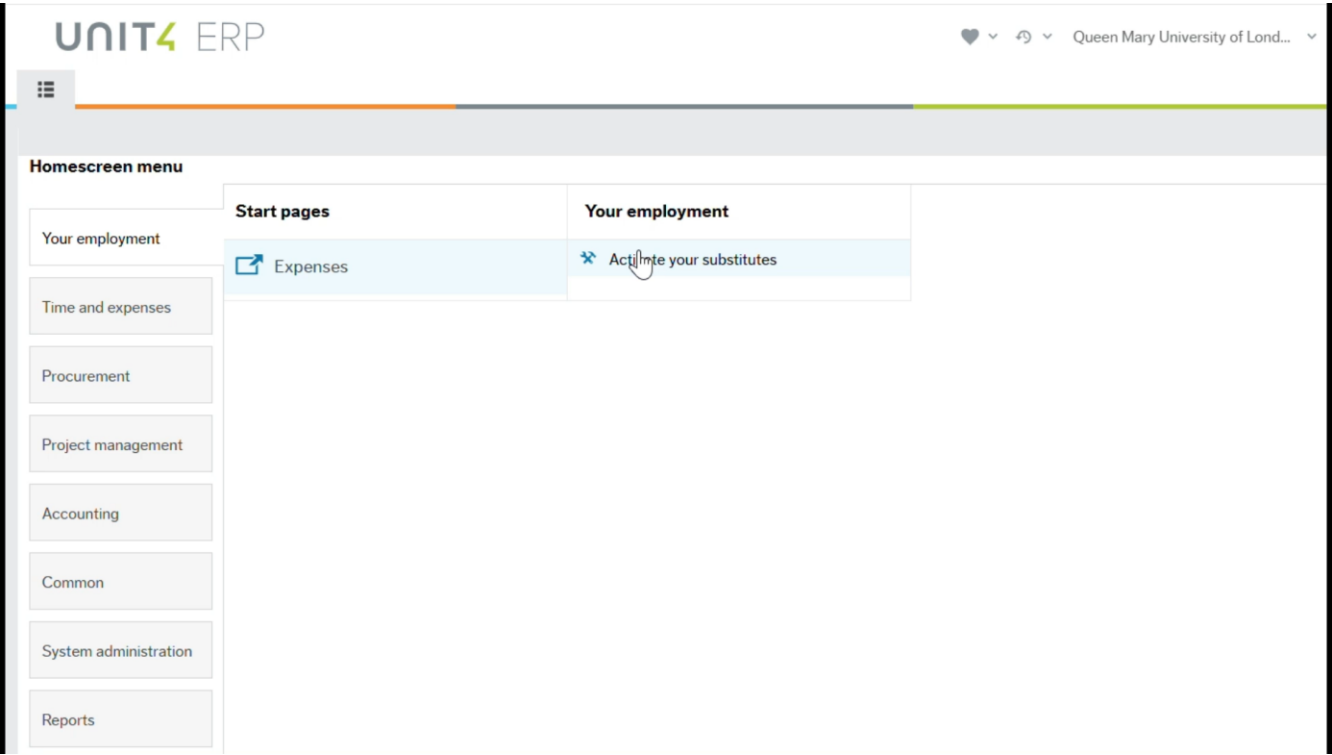 UNIT4 ERP
Queen Mary University of Lond...
Homescreen menu
Your employment
Time and expenses
Procurement
Project management
Accounting
Common
System administration
Reports
Start pages
Expenses
Your employment
your substitutes